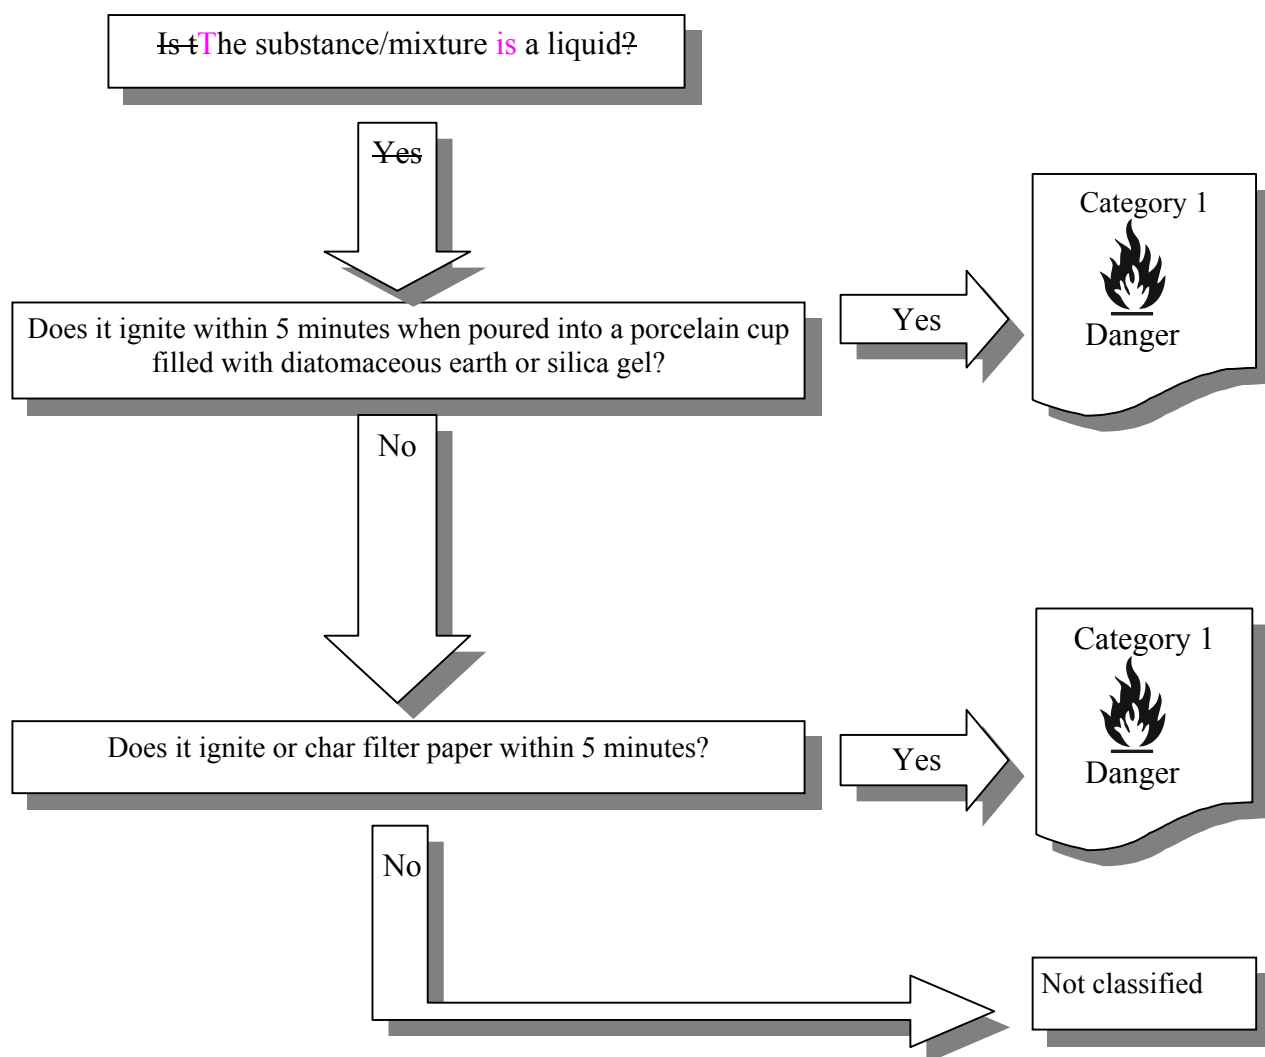 Is tThe substance/mixture is a liquid?
Yes
Category 1
Danger
Does it ignite within 5 minutes when poured into a porcelain cup
filled with diatomaceous earth or silica gel?
Yes
No
Category 1
Danger
Does it ignite or char filter paper within 5 minutes?
Yes
No
Not classified